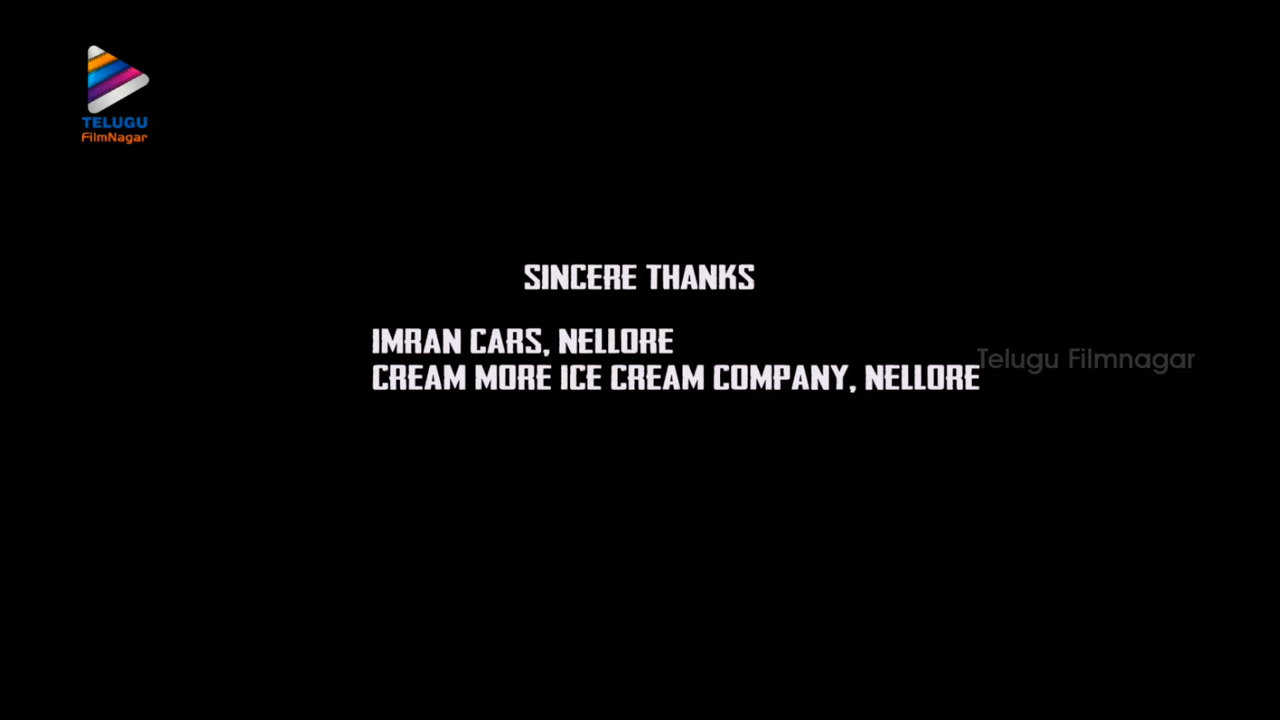 TELUGU
FilmNagar
SINCERE THANKS
IMRAN CARS, NELLORE
CREAM MORE ICE CREAM COMPANY, NELLORE
Telugu Filmnagar